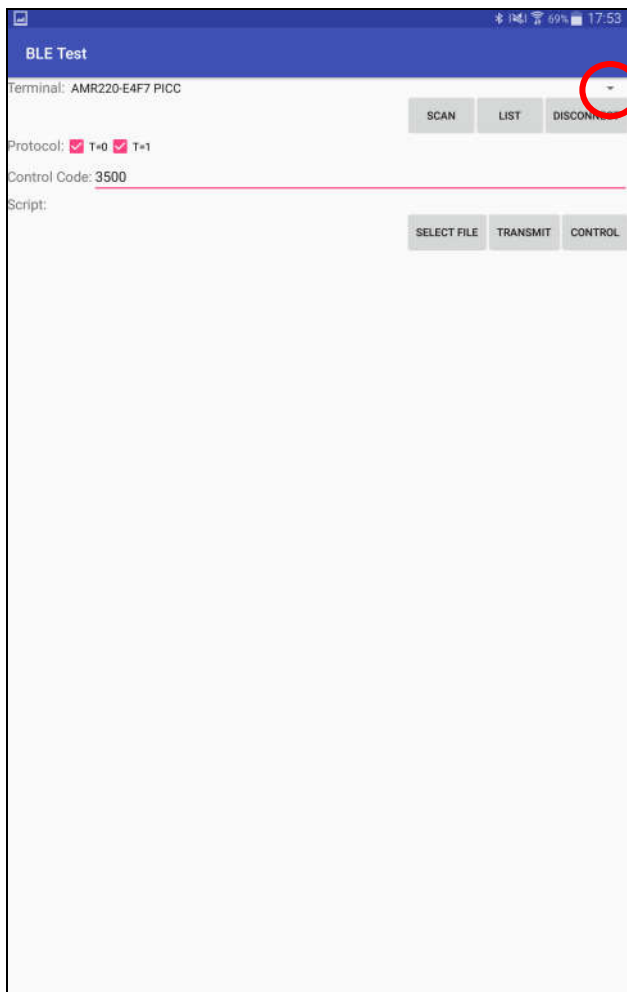 69% 17:53
BLE Test
Terminal: AMR220-E4F7 PICC
SCAN LIST DISCONNECT
Protocol: T=0 T=1
Control Code: 3500
Script:
SELECT FILE TRANSMIT CONTROL